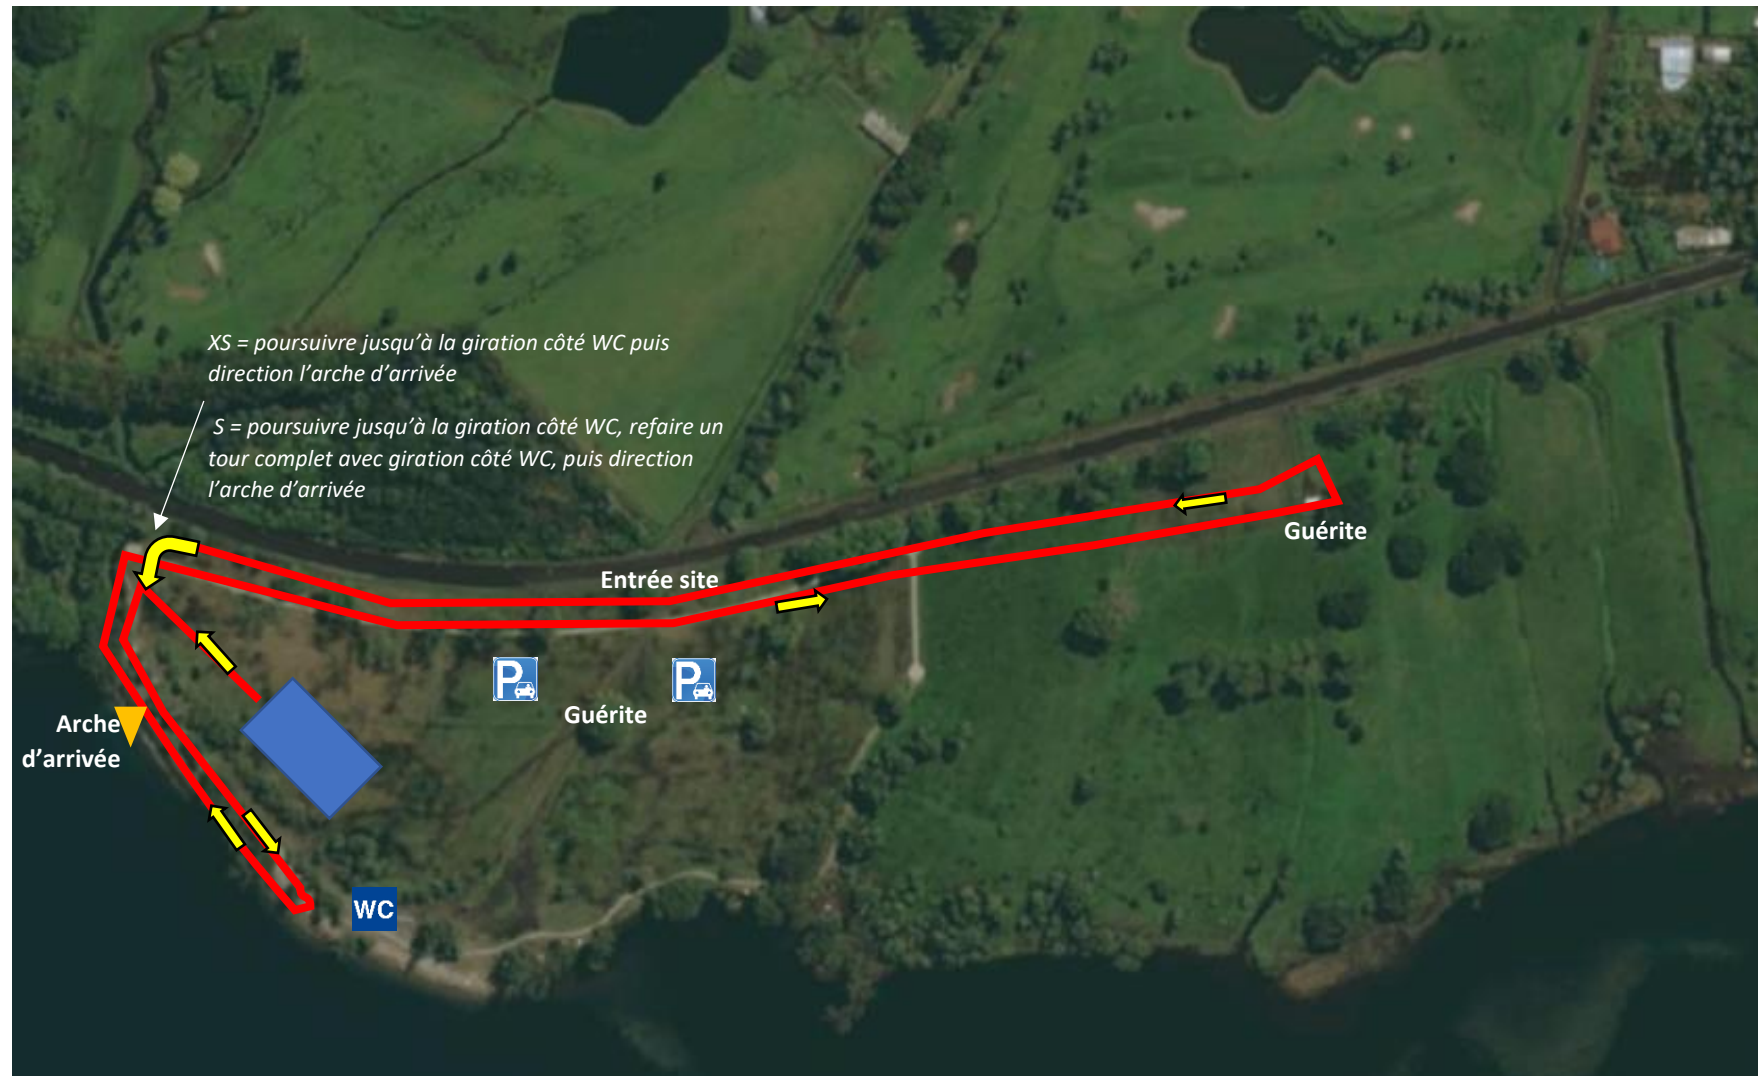 XS = poursuivre jusqu'à la giration côté WC puis
direction l'arche d'arrivée
S = poursuivre jusqu'à la giration côté WC, refaire un
tour complet avec giration côté WC, puis direction
l'arche d'arrivée
Guérite
Entrée site
P
P
Guérite
Arche
d'arrivée
WC